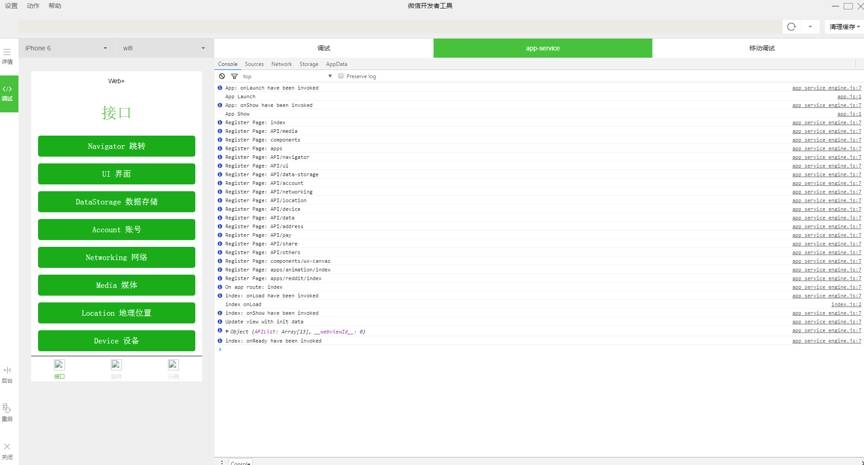 设置 动作 帮助
微信开发者工具
清理缓存
iPhone 6 wifi
调试 app-service 移动调试
详情
调试
后台
重启
关闭
Web+
接口
Navigator 跳转
UI 界面
DataStorage 数据存储
Account 账号
Networking 网络
Media 媒体
Location 地理位置
Device 设备
接口
Console Sources Network Storage AppData
top Preserve log
App: onLaunch have been invoked app service engine.js:7
App Launch app.js:1
App: onShow have been invoked app service engine.js:7
App Show app.js:1
Register Page: index app service engine.js:7
Register Page: API/media app service engine.js:7
Register Page: components app service engine.js:7
Register Page: apps app service engine.js:7
Register Page: API/navigator app service engine.js:7
Register Page: API/ui app service engine.js:7
Register Page: API/data-storage app service engine.js:7
Register Page: API/account app service engine.js:7
Register Page: API/networking app service engine.js:7
Register Page: API/location app service engine.js:7
Register Page: API/device app service engine.js:7
Register Page: API/data app service engine.js:7
Register Page: API/address app service engine.js:7
Register Page: API/pay app service engine.js:7
Register Page: API/share app service engine.js:7
Register Page: API/others app service engine.js:7
Register Page: components/wx-canvas app service engine.js:7
Register Page: apps/animation/index app service engine.js:7
Register Page: apps/reddit/index app service engine.js:7
On app route: index app service engine.js:7
index: onLoad have been invoked app service engine.js:7
index onLoad index.js:2
index: onShow have been invoked app service engine.js:7
Update view with init data app service engine.js:7
Object {APIList: Array[13], __webviewId__: 0} app service engine.js:7
index: onReady have been invoked app service engine.js:7
Console